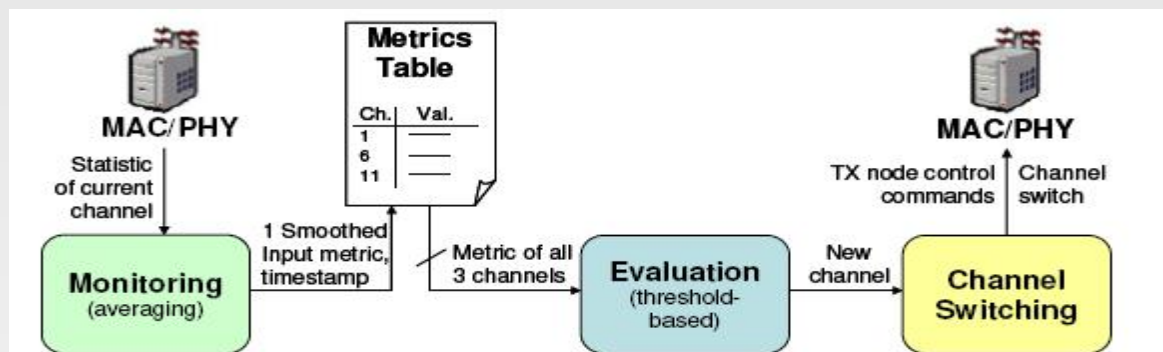 MAC/PHY
Statistic
of current
channel
Monitoring
(averaging)
1 Smoothed
Input metric,
timestamp
Metrics
Table
Ch. Val.
1
6
11
Metric of all
3 channels
Evaluation
(threshold-
based)
New
channel
Channel
Switching
TX node control
commands
Channel
switch
MAC/PHY